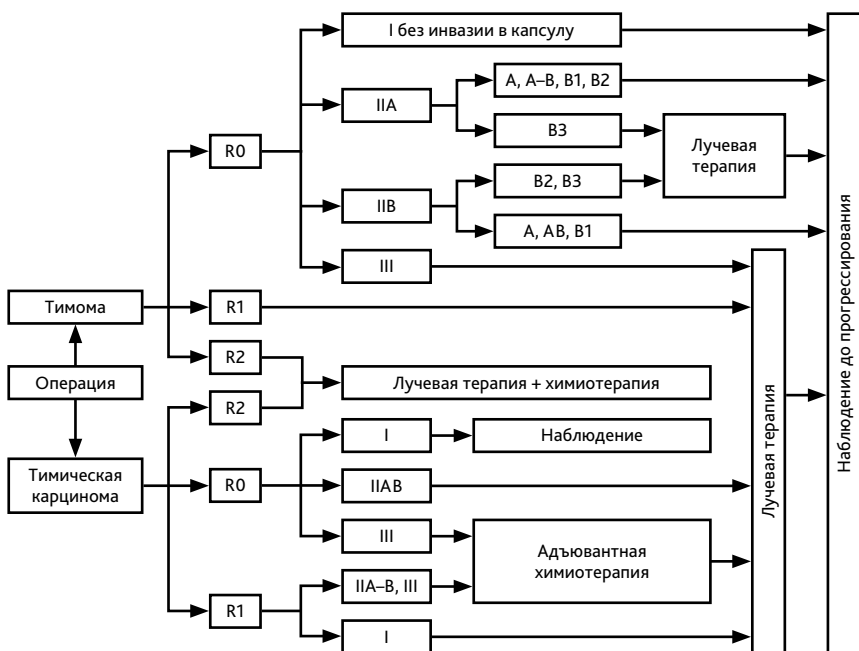 I без инвазии в капсулу
IIA
A, A–B, B1, B2
B3
R0
Лучевая
терапия
IIB
B2, B3
A, AB, B1
III
Тимома
R1
R2
Операция
Лучевая терапия + химиотерапия
R2
I
Наблюдение
Тимическая
карцинома
R0
IIAB
III
Адъювантная
химиотерапия
IIA–B, III
R1
I
Лучевая терапия
Наблюдение до прогрессирования